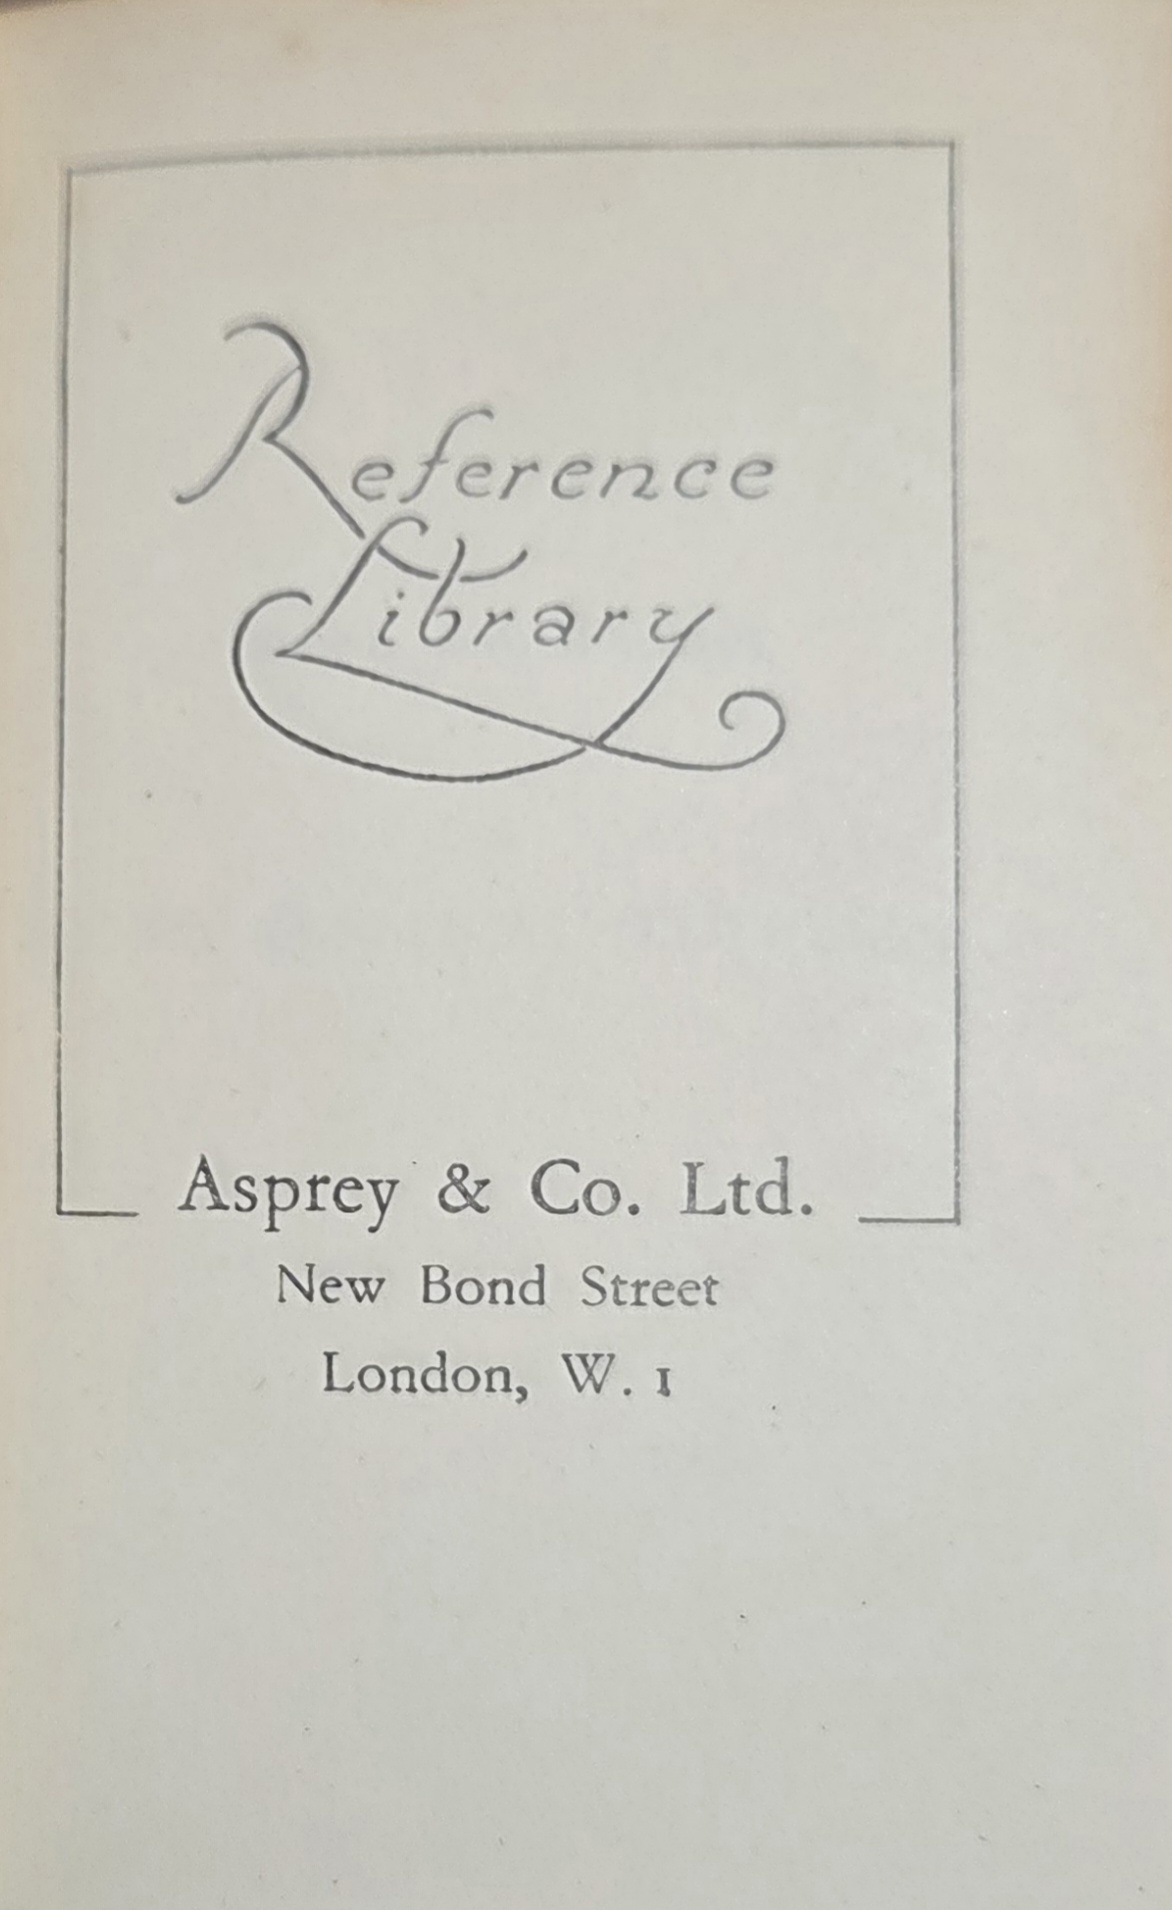 Reference
Library
Asprey & Co. Ltd.
New Bond Street
London, W. 1